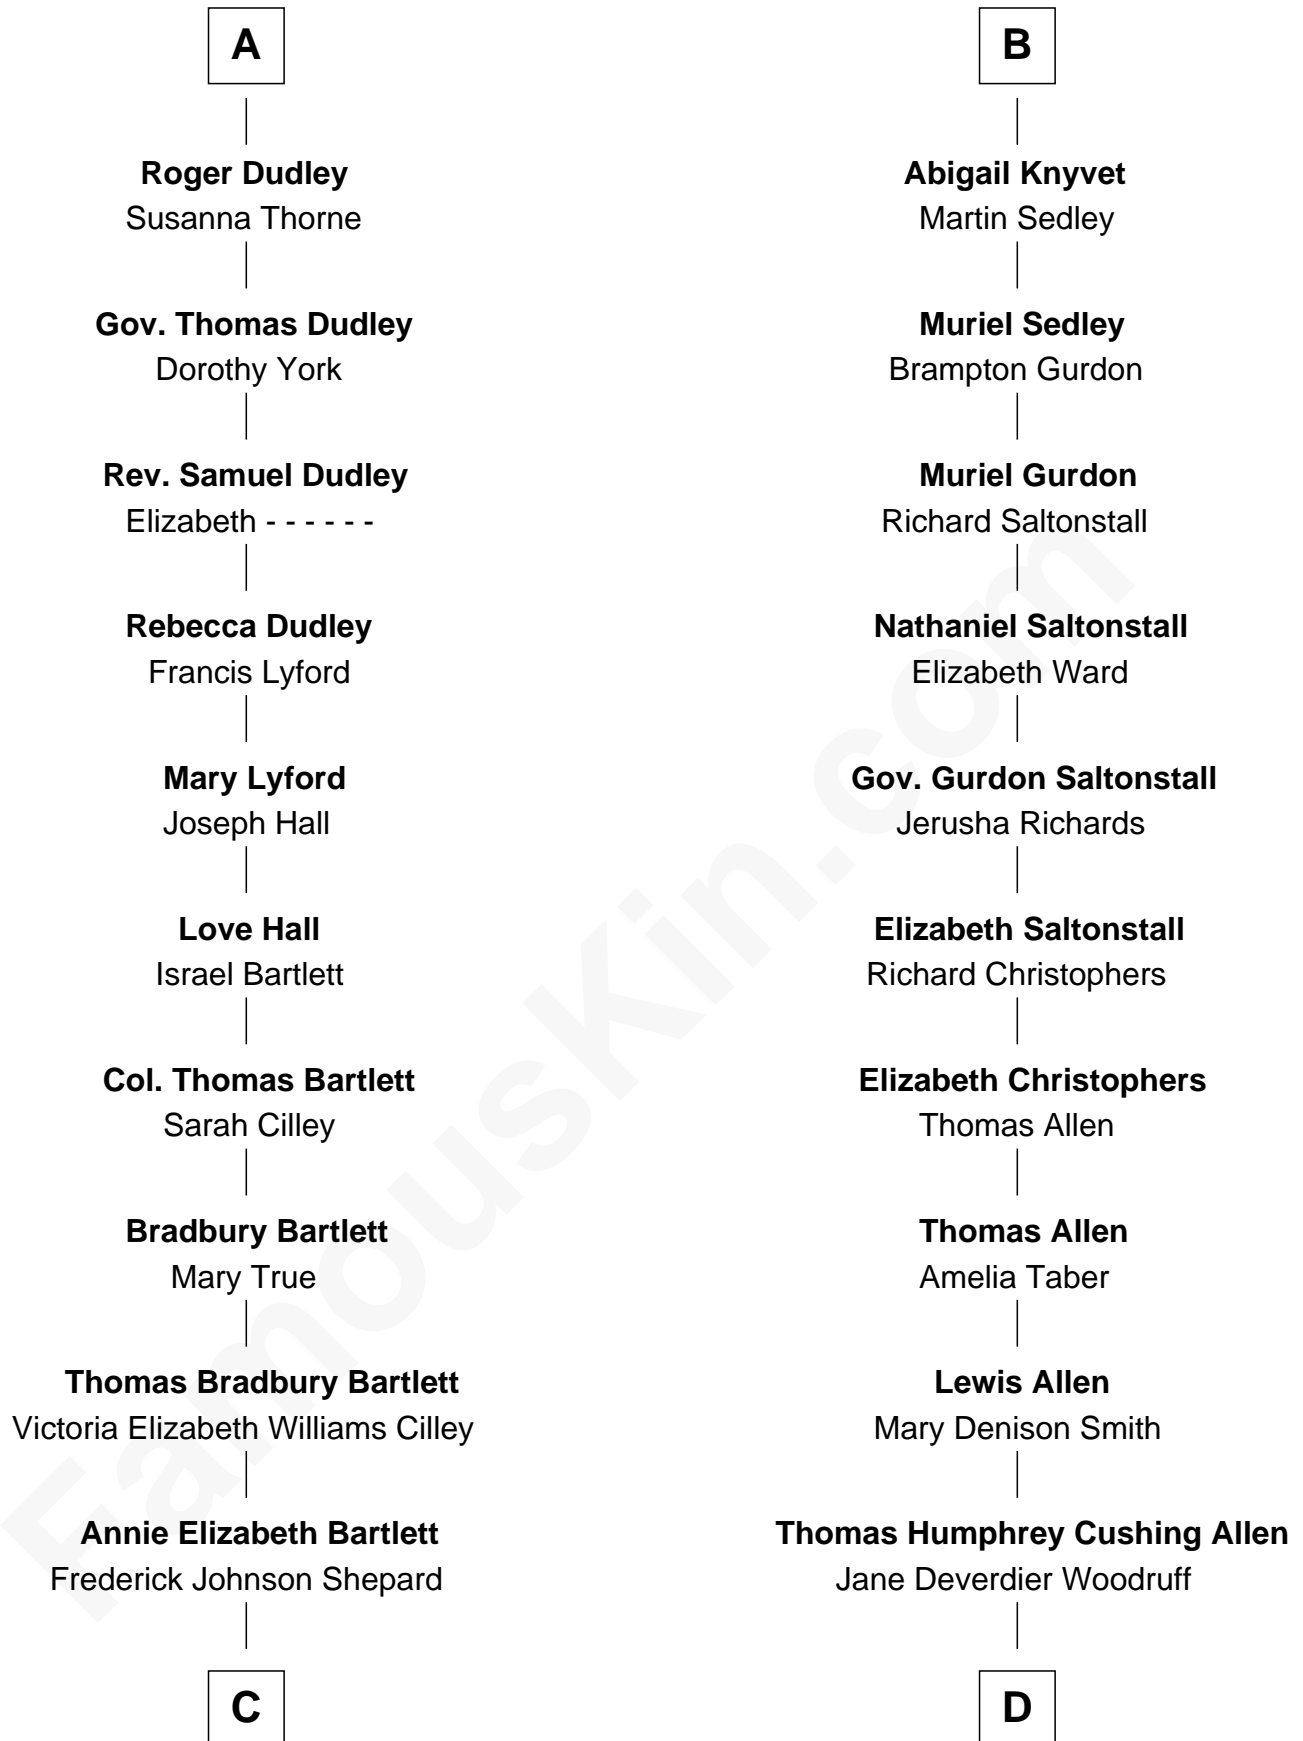 A
Roger Dudley
Susanna Thorne
Gov. Thomas Dudley
Dorothy York
Rev. Samuel Dudley
Elizabeth - - - - - -
Rebecca Dudley
Francis Lyford
Mary Lyford
Joseph Hall
Love Hall
Israel Bartlett
Col. Thomas Bartlett
Sarah Cilley
Bradbury Bartlett
Mary True
Thomas Bradbury Bartlett
Victoria Elizabeth Williams Cilley
Annie Elizabeth Bartlett
Frederick Johnson Shepard
C
B
Abigail Knyvet
Martin Sedley
Muriel Sedley
Brampton Gurdon
Muriel Gurdon
Richard Saltonstall
Nathaniel Saltonstall
Elizabeth Ward
Gov. Gurdon Saltonstall
Jerusha Richards
Elizabeth Saltonstall
Richard Christophers
Elizabeth Christophers
Thomas Allen
Thomas Allen
Amelia Taber
Lewis Allen
Mary Denison Smith
Thomas Humphrey Cushing Allen
Jane Deverdier Woodruff
D
FamousKin.com